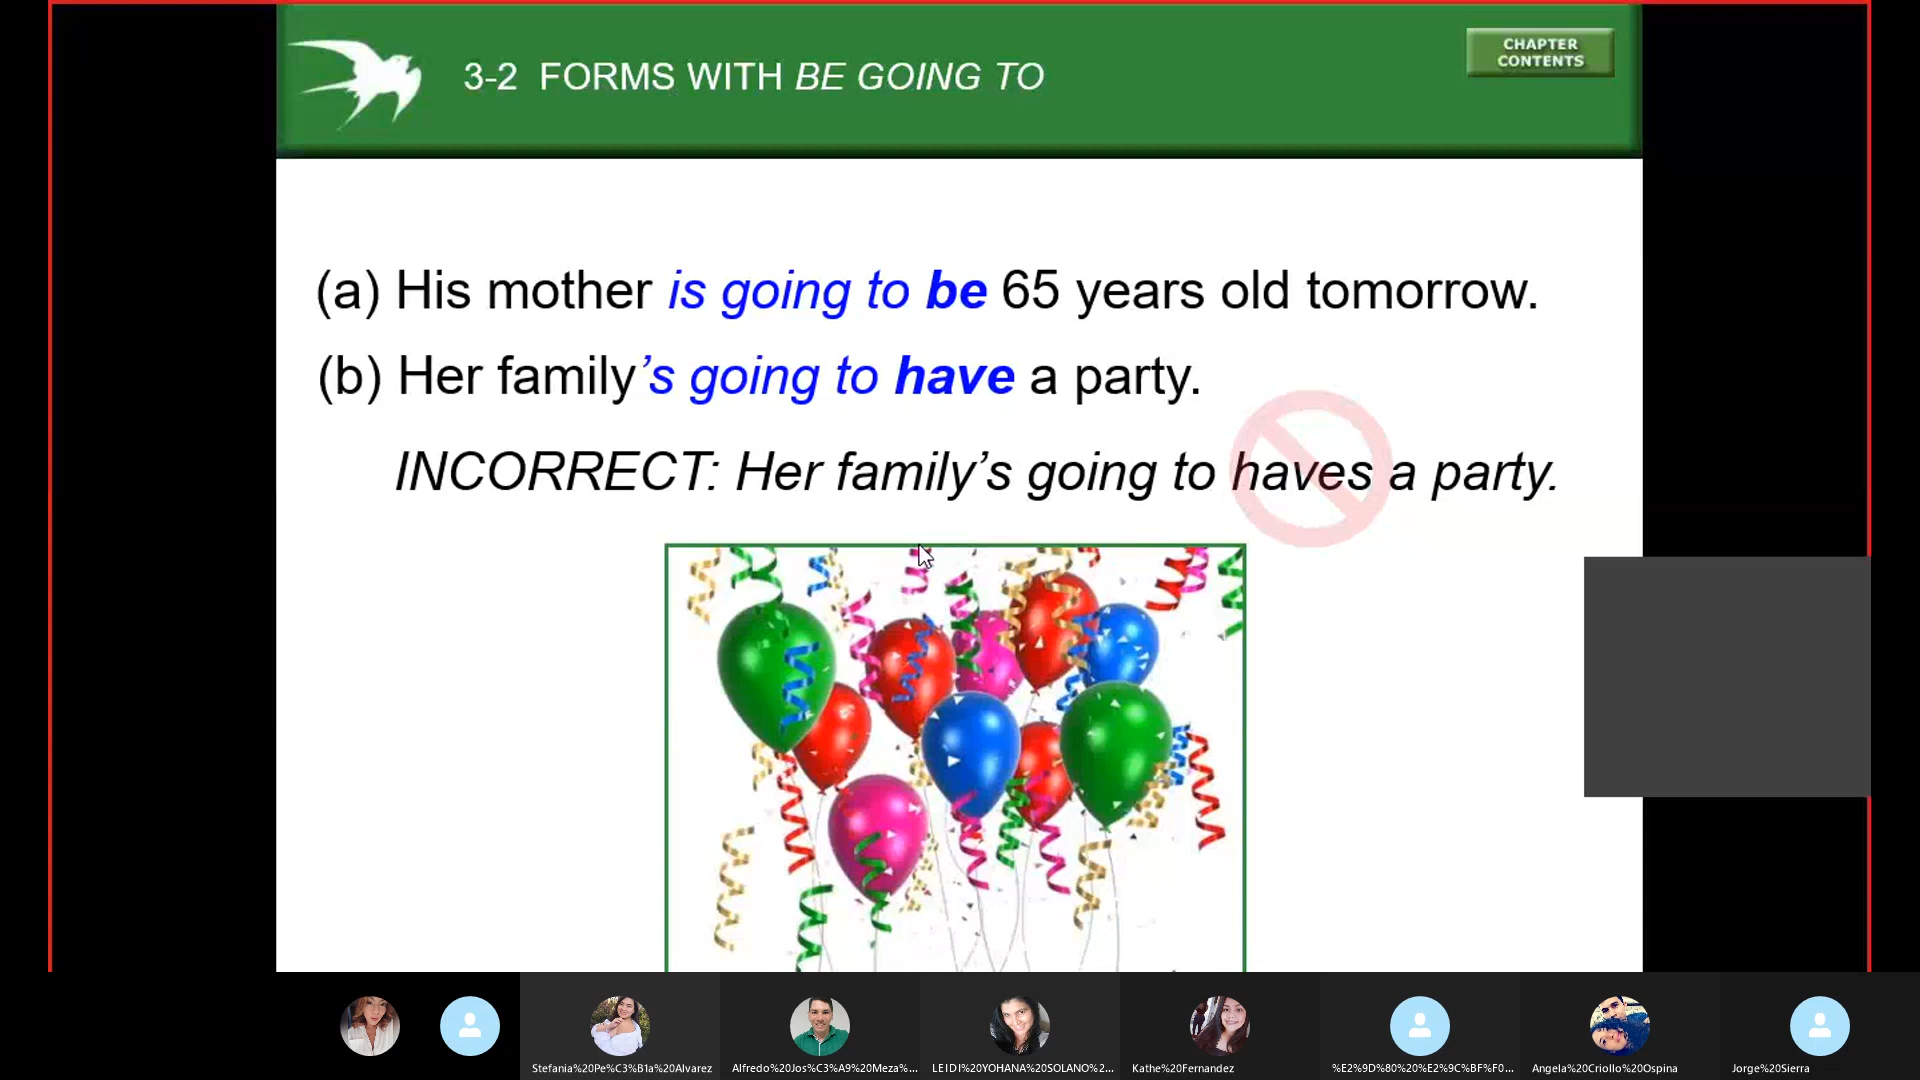 3-2 FORMS WITH BE GOING TO
CHAPTER
CONTENTS
(a) His mother is going to be 65 years old tomorrow.
(b) Her family’s going to have a party.
INCORRECT: Her family’s going to haves a party.
Stefania%20Pe%C3%B1a%20Alvarez
Alfredo%20Jos%C3%A9%20Meza%...
LEIDI%20YOHANA%20SOLANO%2...
Kathe%20Fernandez
%E2%9D%80%20%E2%9C%BF%F0...
Angela%20Criollo%20Ospina
Jorge%20Sierra